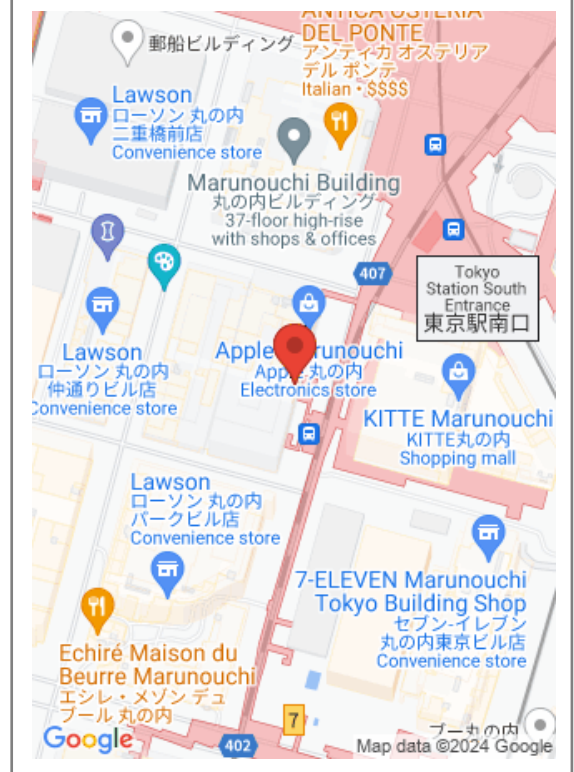 ANTICA OSTERIA
DEL PONTE
アンティカ オステリア
デル ポンテ
Italian • $$$$
郵船ビルディング
Lawson
ローソン 丸の内
二重橋前店
Convenience store
Marunouchi Building
丸の内ビルディング
37-floor high-rise
with shops & offices
407
Tokyo
Station South
Entrance
東京駅南口
Lawson
ローソン 丸の内
仲通りビル店
Convenience store
Apple Marunouchi
Apple 丸の内
Electronics store
KITTE Marunouchi
KITTE丸の内
Shopping mall
Lawson
ローソン 丸の内
パークビル店
Convenience store
7-ELEVEN Marunouchi
Tokyo Building Shop
セブン-イレブン
丸の内東京ビル店
Convenience store
Echiré Maison du
Beurre Marunouchi
エシレ・メゾン デュ
ブール 丸の内
7
ブー丸の内
Google
402
Map data ©2024 Google